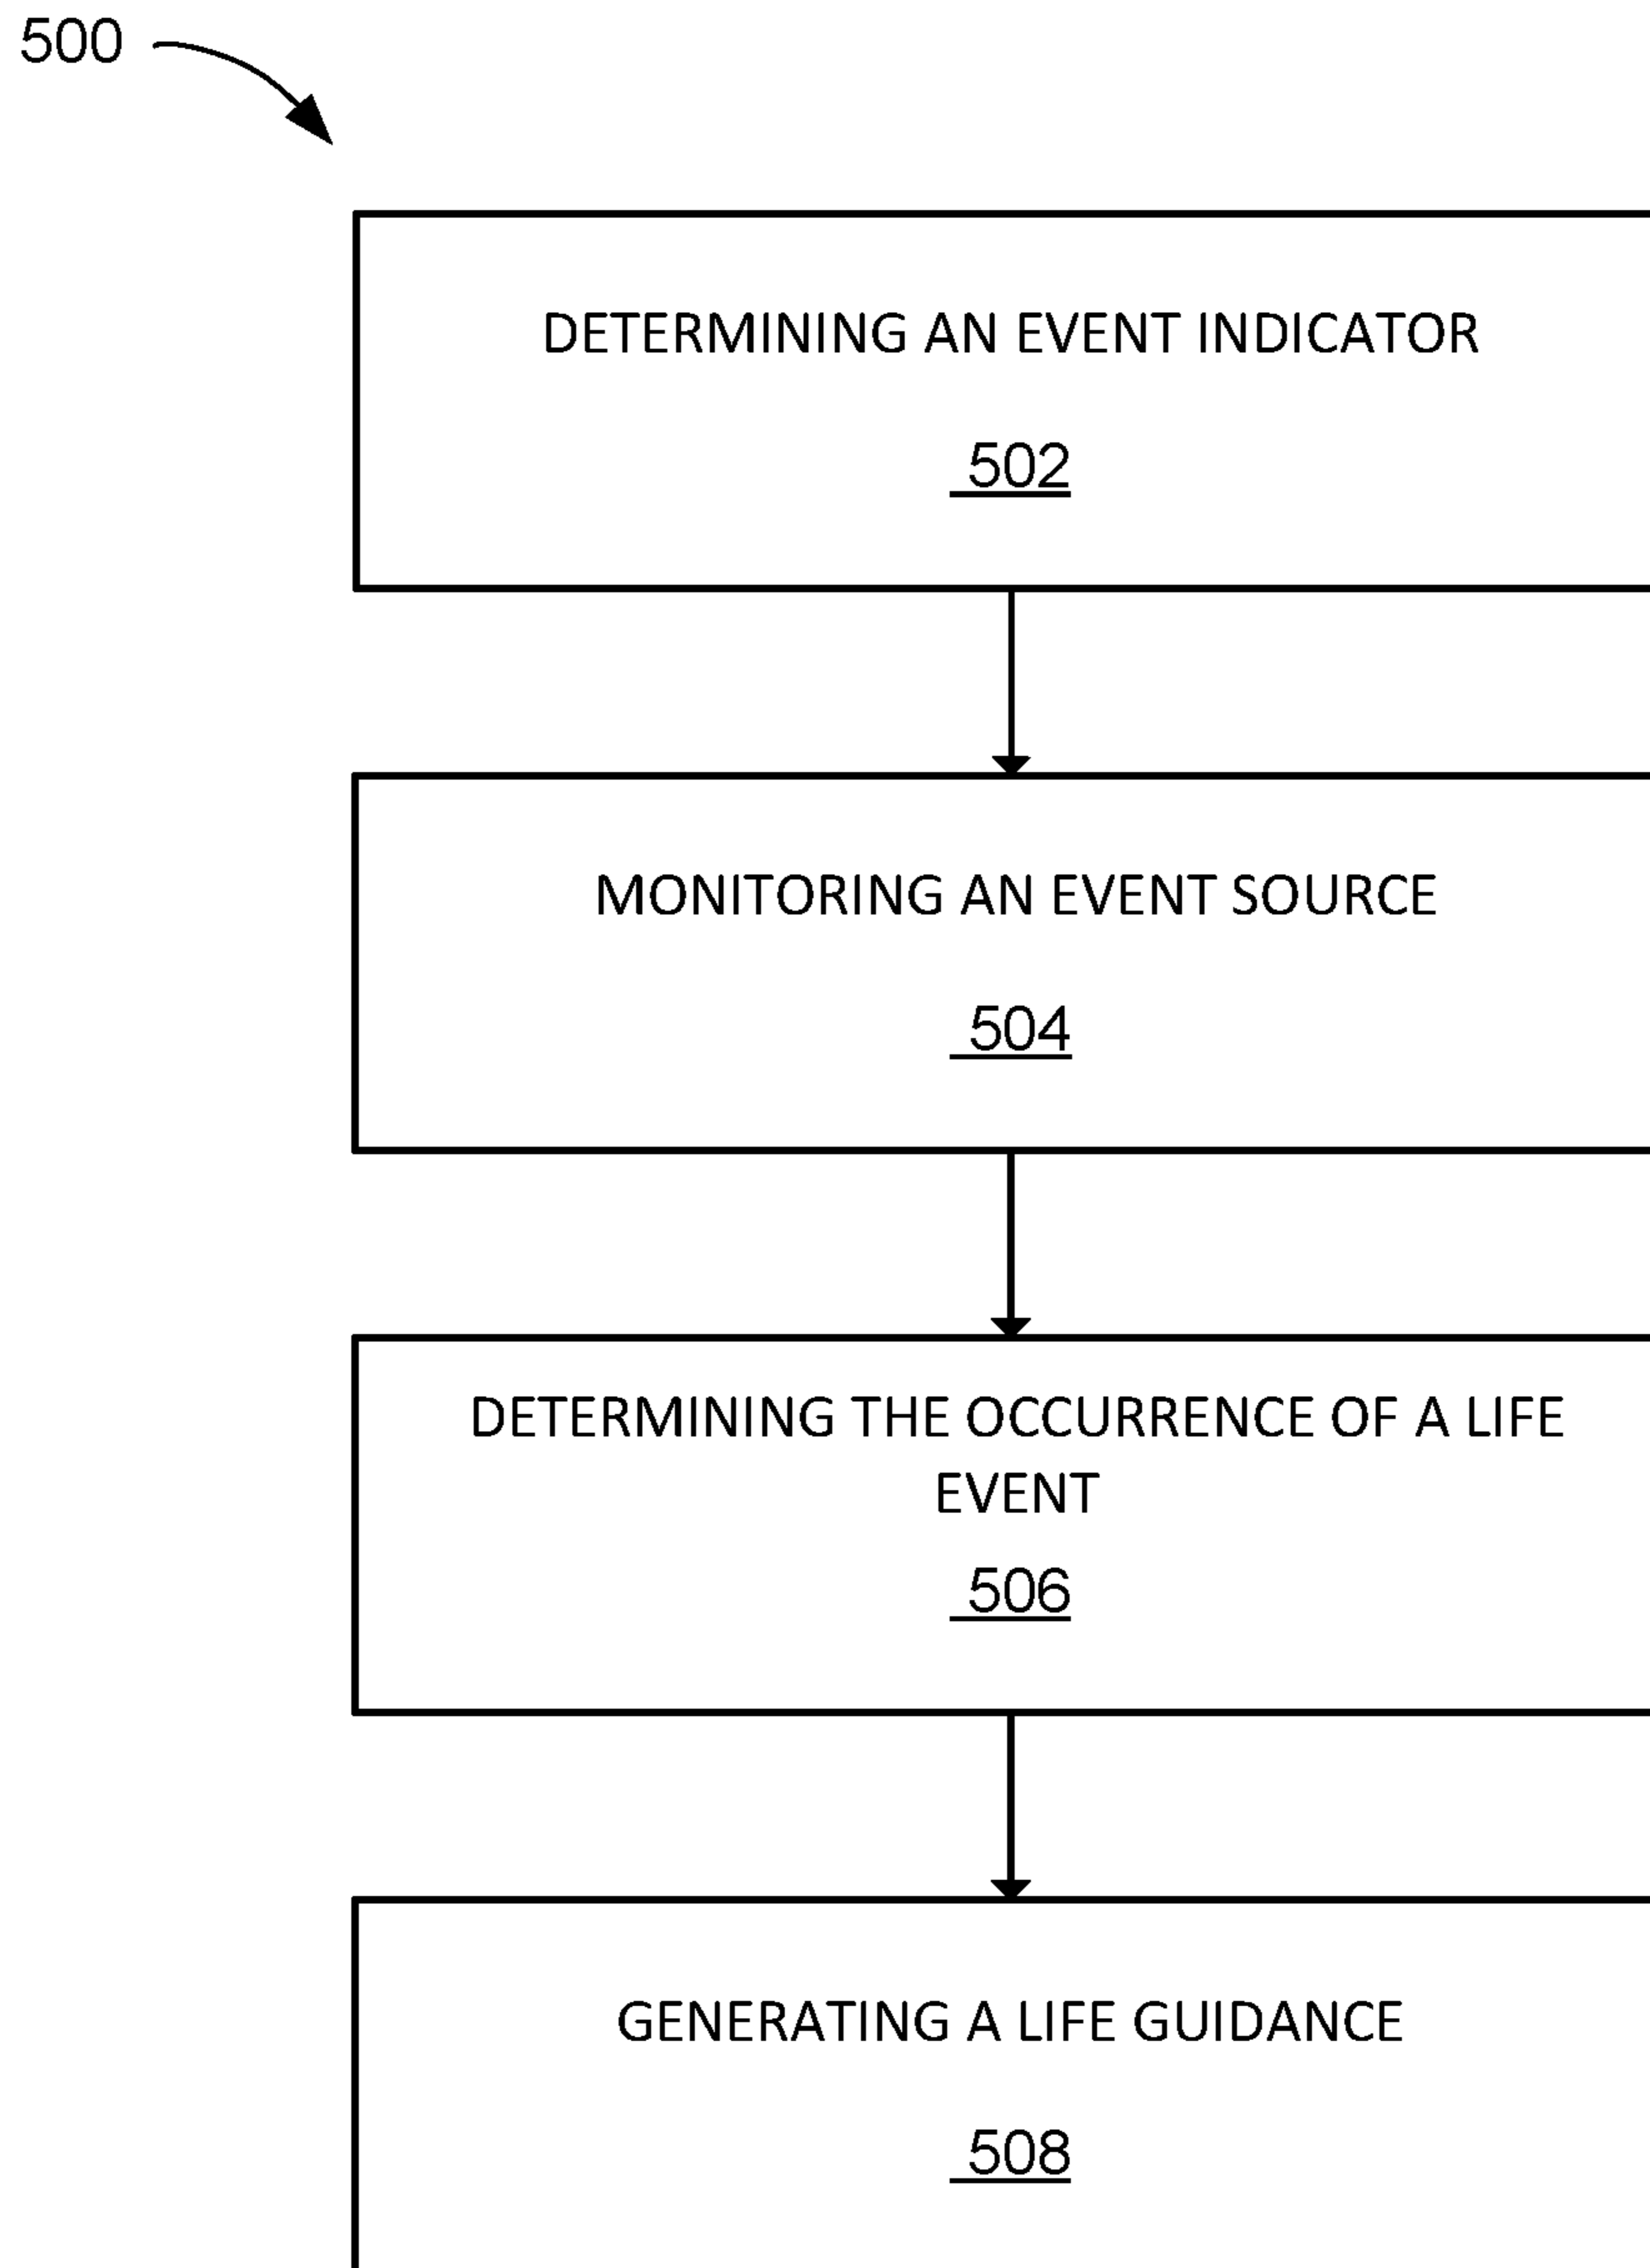 500
DETERMINING AN EVENT INDICATOR
502
MONITORING AN EVENT SOURCE
504
DETERMINING THE OCCURRENCE OF A LIFE
EVENT
506
GENERATING A LIFE GUIDANCE
508